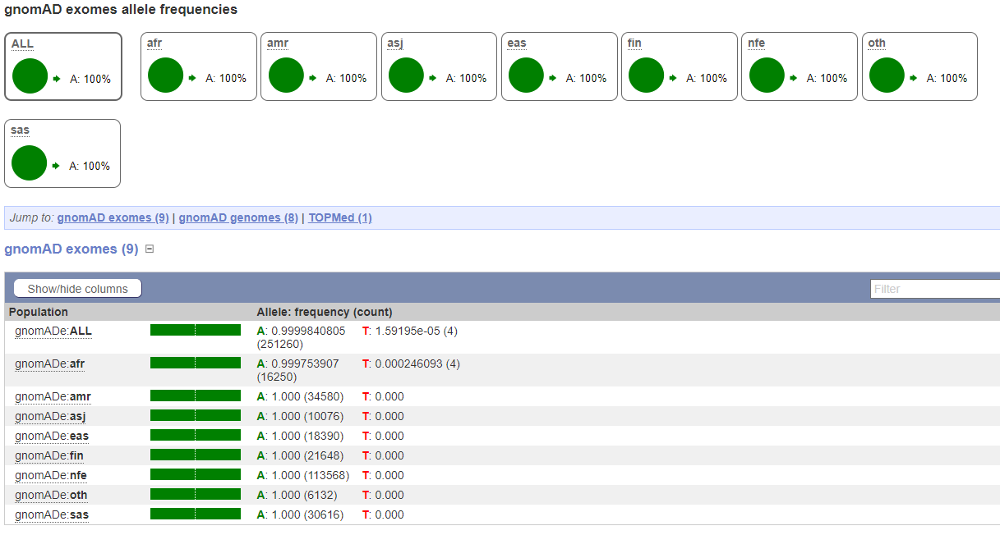 gnomAD exomes allele frequencies
ALL afr amr asj eas fin nfe oth
A: 100% A: 100% A: 100% A: 100% A: 100% A: 100% A: 100% A: 100%
sas
A: 100%
Jump to: gnomAD exomes (9) | gnomAD genomes (8) | TOPMed (1)
gnomAD exomes (9)
Show/hide columns Filter
Population Allele: frequency (count)
gnomADe:ALL A: 0.9999840805 T: 1.59195e-05 (4)
(251260)
gnomADe:afr A: 0.999753907 T: 0.000246093 (4)
(16250)
gnomADe:amr A: 1.000 (34580) T: 0.000
gnomADe:asj A: 1.000 (10076) T: 0.000
gnomADe:eas A: 1.000 (18390) T: 0.000
gnomADe:fin A: 1.000 (21648) T: 0.000
gnomADe:nfe A: 1.000 (113568) T: 0.000
gnomADe:oth A: 1.000 (6132) T: 0.000
gnomADe:sas A: 1.000 (30616) T: 0.000